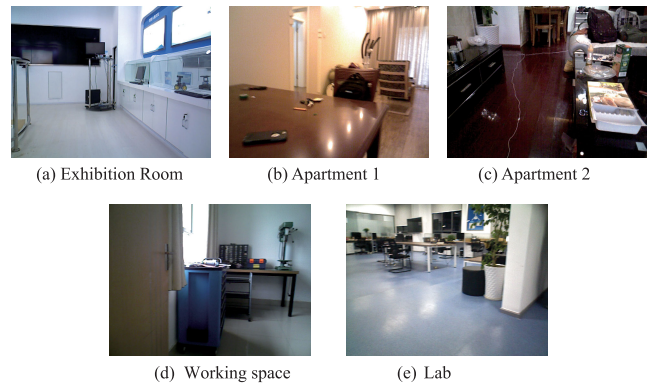 (a) Exhibition Room
(b) Apartment 1
(c) Apartment 2
(d) Working space
(e) Lab